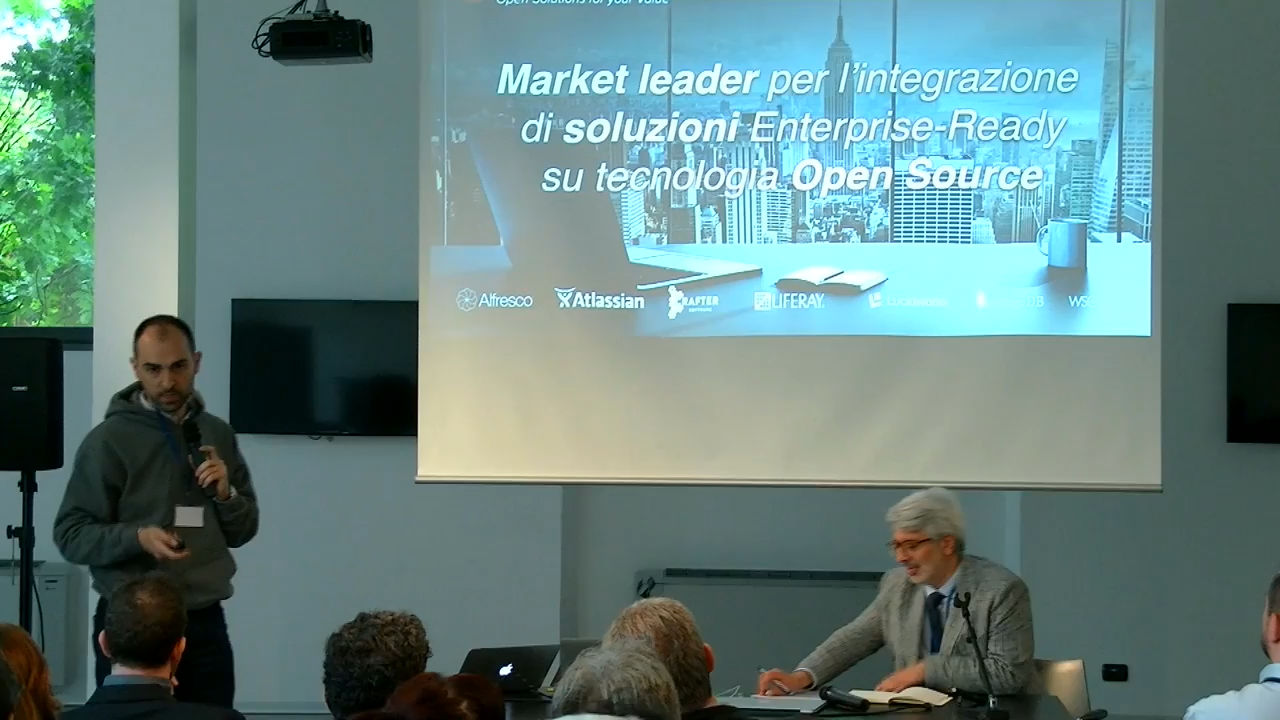 Open Solutions for your Value
Market leader per l'integrazione
di soluzioni Enterprise-Ready
su tecnologia Open Source
Alfresco
Atlassian
LIFERAY